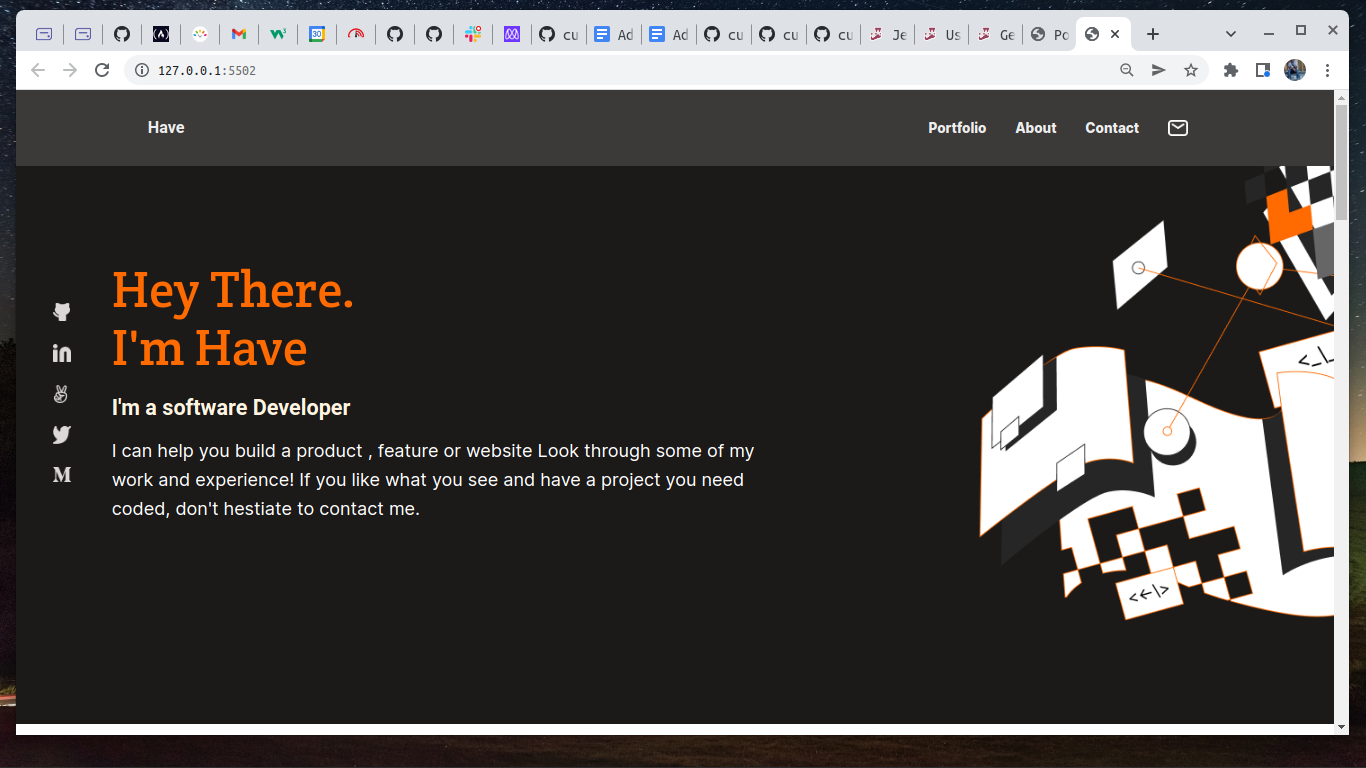 cu
Ad
Ad
cu
cu
cu
Je
Us
Ge
Po
30
127.0.0.1:5502
Have
Portfolio
About
Contact
Hey There.
I'm Have
I'm a software Developer
I can help you build a product , feature or website Look through some of my
work and experience! If you like what you see and have a project you need
coded, don't hestiate to contact me.
M
<_\_
<←\>